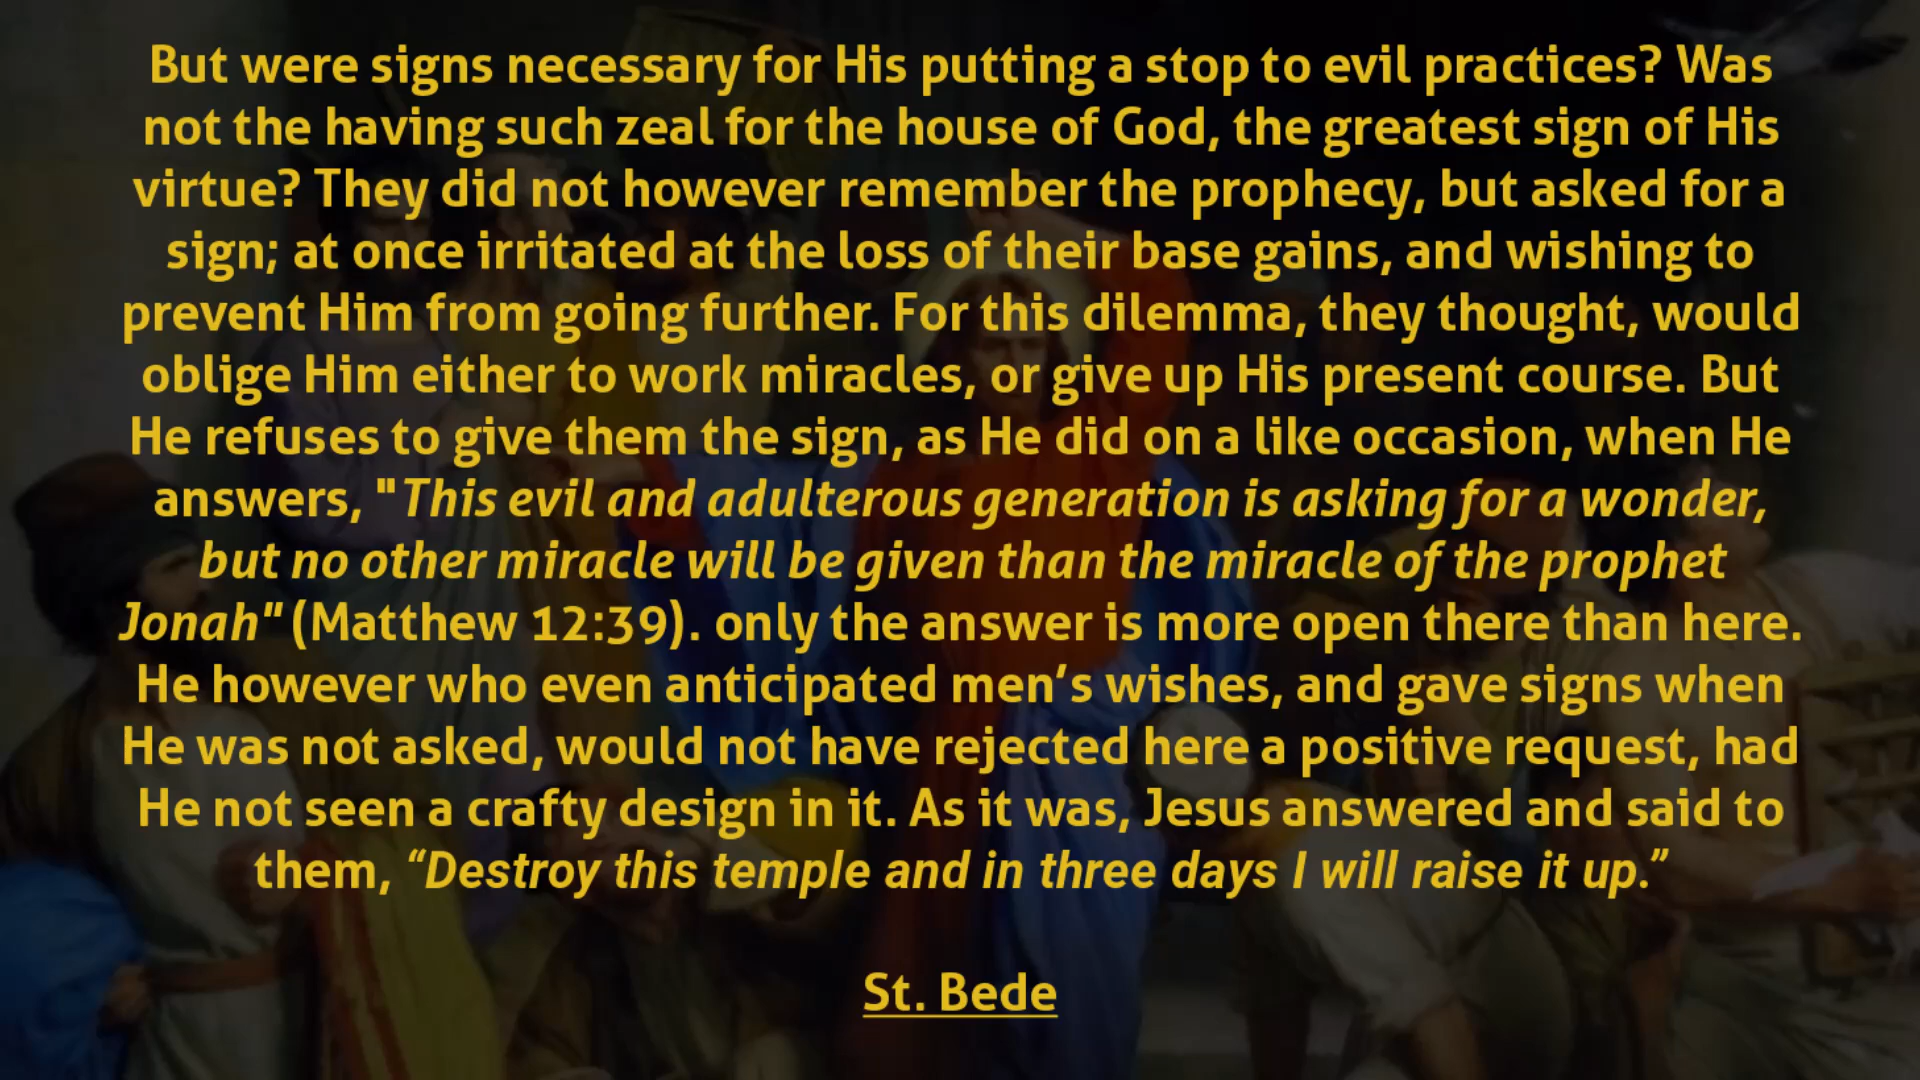 But were signs necessary for His putting a stop to evil practices? Was
not the having such zeal for the house of God, the greatest sign of His
virtue? They did not however remember the prophecy, but asked for a
sign; at once irritated at the loss of their base gains, and wishing to
prevent Him from going further. For this dilemma, they thought, would
oblige Him either to work miracles, or give up His present course. But
He refuses to give them the sign, as He did on a like occasion, when He
answers, "This evil and adulterous generation is asking for a wonder,
but no other miracle will be given than the miracle of the prophet
Jonah" (Matthew 12:39). only the answer is more open there than here.
He however who even anticipated men’s wishes, and gave signs when
He was not asked, would not have rejected here a positive request, had
He not seen a crafty design in it. As it was, Jesus answered and said to
them, “Destroy this temple and in three days I will raise it up.”
St. Bede